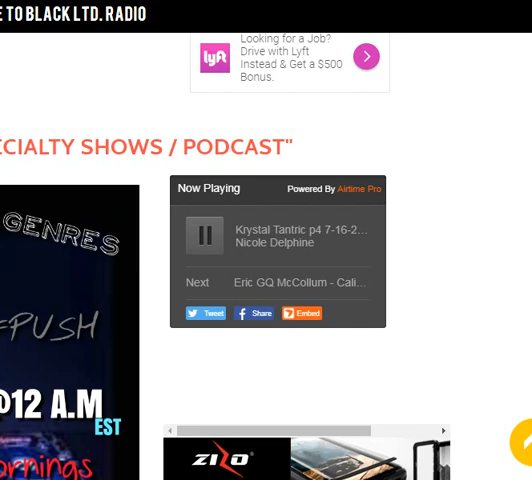 E TO BLACK LTD. RADIO
Looking for a Job?
Drive with Lyft
Instead & Get a $500
Bonus.
lyft
ECIALTY SHOWS / PODCAST"
Now Playing
Powered By Airtime Pro
Krystal Tantric p4 7-16-2...
Nicole Delphine
Next
Eric GQ McCollum - Cali...
Tweet
Share
Embed
GENRES
PUSH
@12 A.M
EST
ornings
ZIZO